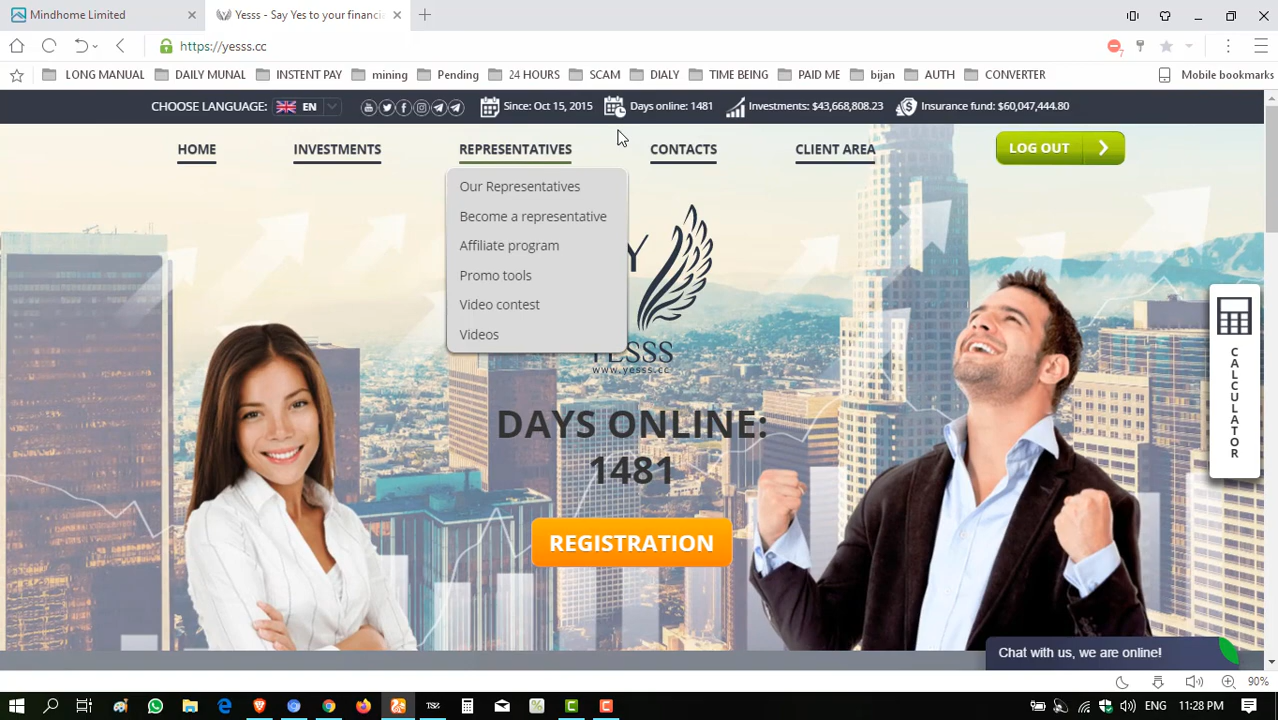 Mindhome Limited
Yesss - Say Yes to your financi
https://yesss.cc
7
LONG MANUAL
DAILY MUNAL
INSTENT PAY
mining
Pending
24 HOURS
SCAM
DIALY
TIME BEING
PAID ME
bijan
AUTH
CONVERTER
Mobile bookmarks
CHOOSE LANGUAGE: EN
Since: Oct 15, 2015
Days online: 1481
Investments: $43,668,808.23
Insurance fund: $60,047,444.80
HOME
INVESTMENTS
REPRESENTATIVES
CONTACTS
CLIENT AREA
LOG OUT
Our Representatives
Become a representative
Affiliate program
Promo tools
Video contest
Videos
Y
YESSS
www.yesss.cc
DAYS ONLINE:
1481
REGISTRATION
CALCULATOR
Chat with us, we are online!
90%
ENG
11:28 PM